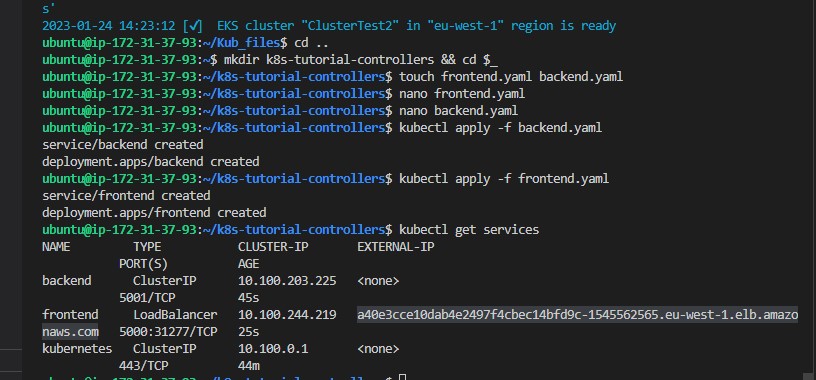 s'
2023-01-24 14:23:12 [✔]  EKS cluster "ClusterTest2" in "eu-west-1" region is ready
ubuntu@ip-172-31-37-93:~/Kub_files$ cd ..
ubuntu@ip-172-31-37-93:~$ mkdir k8s-tutorial-controllers && cd $_
ubuntu@ip-172-31-37-93:~/k8s-tutorial-controllers$ touch frontend.yaml backend.yaml
ubuntu@ip-172-31-37-93:~/k8s-tutorial-controllers$ nano frontend.yaml
ubuntu@ip-172-31-37-93:~/k8s-tutorial-controllers$ nano backend.yaml
ubuntu@ip-172-31-37-93:~/k8s-tutorial-controllers$ kubectl apply -f backend.yaml
service/backend created
deployment.apps/backend created
ubuntu@ip-172-31-37-93:~/k8s-tutorial-controllers$ kubectl apply -f frontend.yaml
service/frontend created
deployment.apps/frontend created
ubuntu@ip-172-31-37-93:~/k8s-tutorial-controllers$ kubectl get services
NAME         TYPE           CLUSTER-IP       EXTERNAL-IP
           PORT(S)          AGE
backend      ClusterIP      10.100.203.225   <none>
           5001/TCP         45s
frontend     LoadBalancer   10.100.244.219   a40e3cce10dab4e2497f4cbec14bfd9c-1545562565.eu-west-1.elb.amazo
naws.com   5000:31277/TCP   25s
kubernetes   ClusterIP      10.100.0.1       <none>
           443/TCP          44m